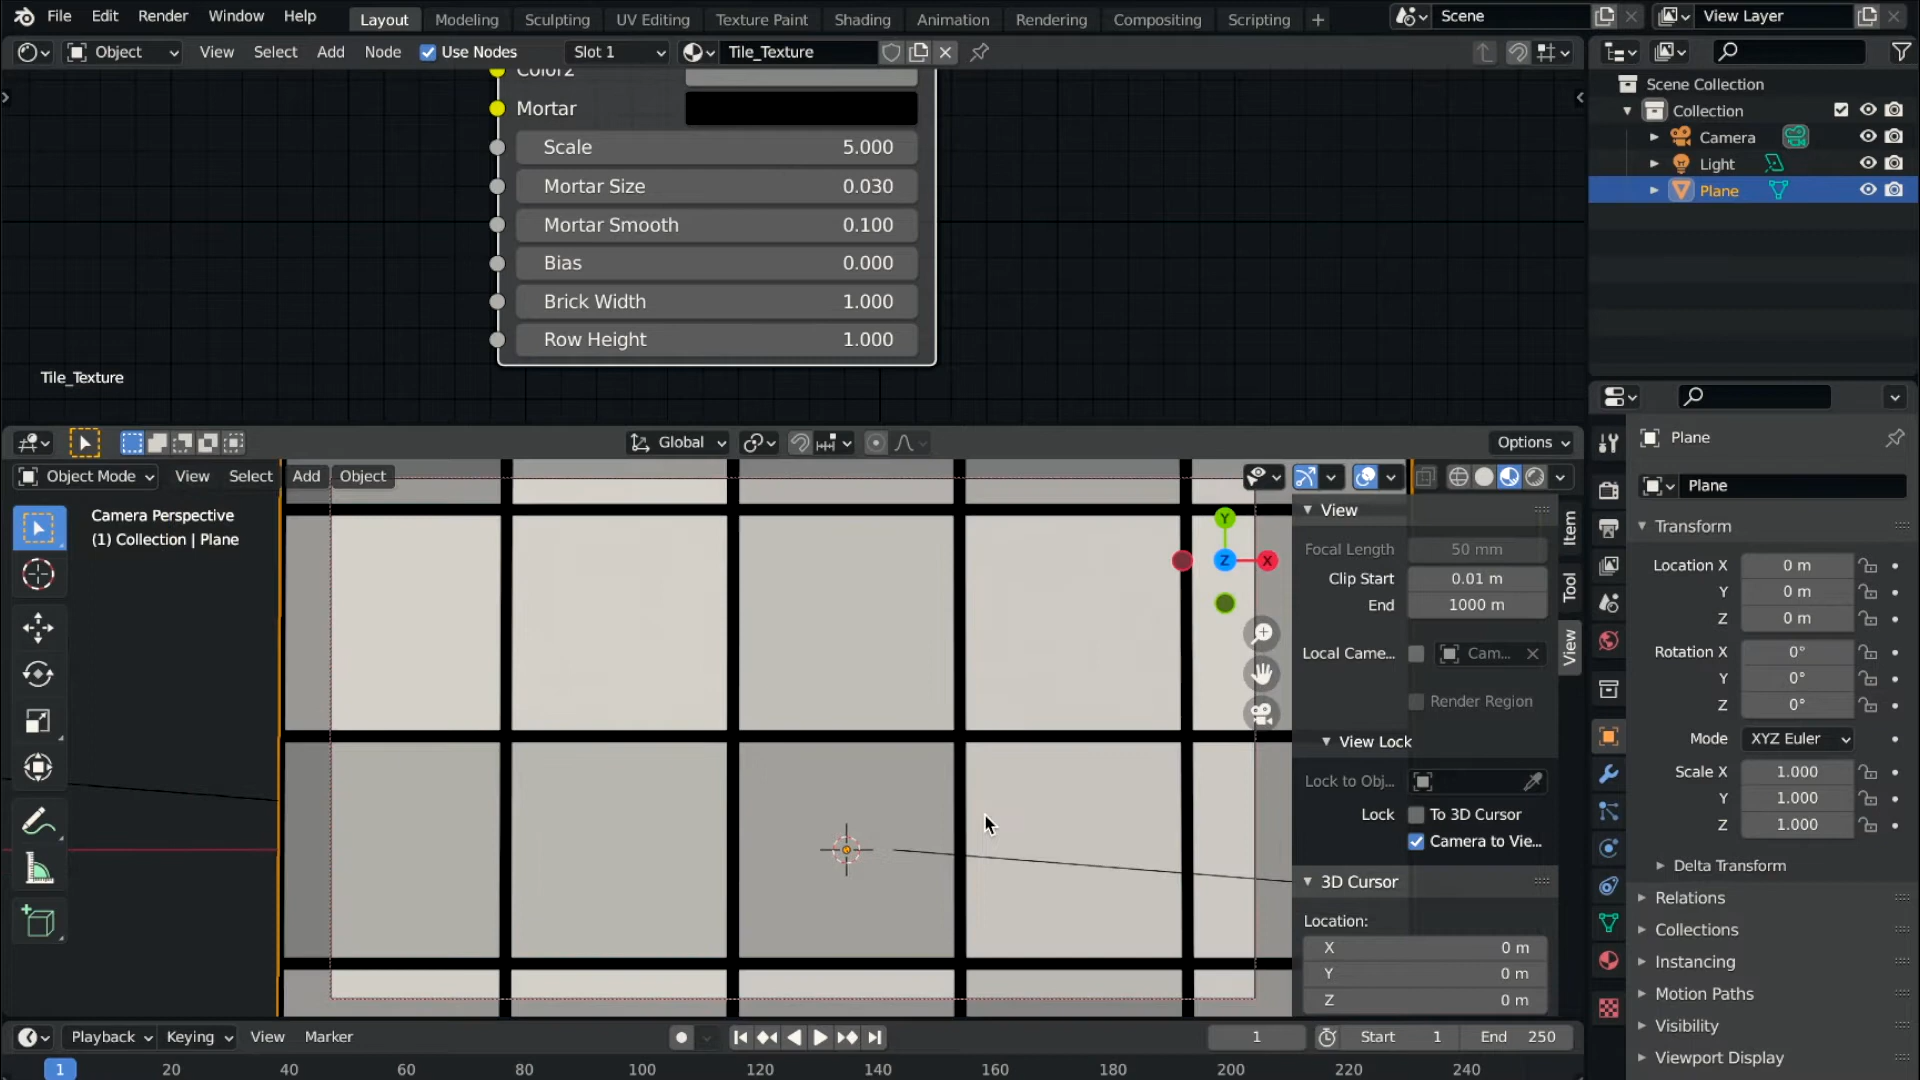 File Edit Render Window Help Layout Modeling Sculpting UV Editing Texture Paint Shading Animation Rendering Compositing Scripting + Scene View Layer
Object View Select Add Node Use Nodes Slot 1 Tile_Texture
Color2
Mortar
Scale 5.000
Mortar Size 0.030
Mortar Smooth 0.100
Bias 0.000
Brick Width 1.000
Row Height 1.000
Tile_Texture
Scene Collection
Collection
Camera
Light
Plane
Global Options
Object Mode View Select Add Object
Camera Perspective
(1) Collection | Plane
Y
Z X
View
Focal Length 50 mm
Clip Start 0.01 m
End 1000 m
Local Came... Cam...
Render Region
View Lock
Lock to Obj...
Lock To 3D Cursor
Camera to Vie...
3D Cursor
Location:
X 0 m
Y 0 m
Z 0 m
Item
Tool
View
Plane
Plane
Transform
Location X 0 m
Y 0 m
Z 0 m
Rotation X 0°
Y 0°
Z 0°
Mode XYZ Euler
Scale X 1.000
Y 1.000
Z 1.000
Delta Transform
Relations
Collections
Instancing
Motion Paths
Visibility
Viewport Display
Playback Keying View Marker 1 Start 1 End 250
1 20 40 60 80 100 120 140 160 180 200 220 240